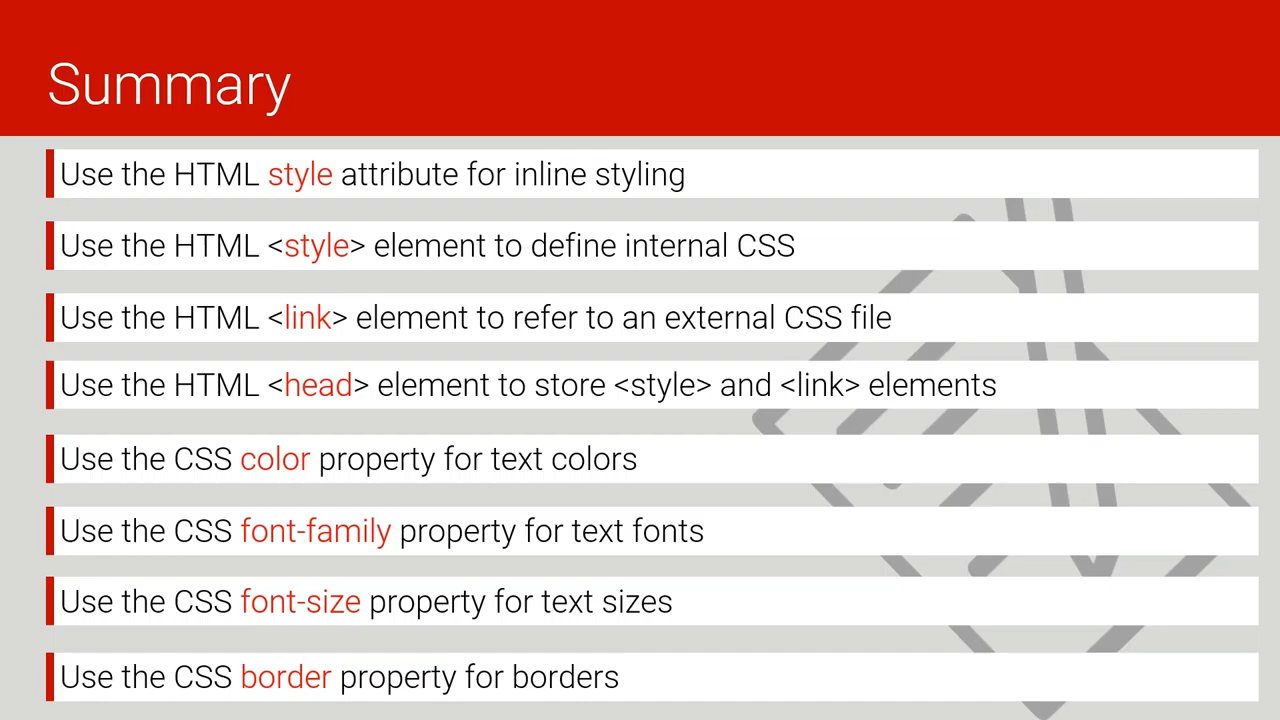 Summary
Use the HTML style attribute for inline styling
Use the HTML <style> element to define internal CSS
Use the HTML <link> element to refer to an external CSS file
Use the HTML <head> element to store <style> and <link> elements
Use the CSS color property for text colors
Use the CSS font-family property for text fonts
Use the CSS font-size property for text sizes
Use the CSS border property for borders